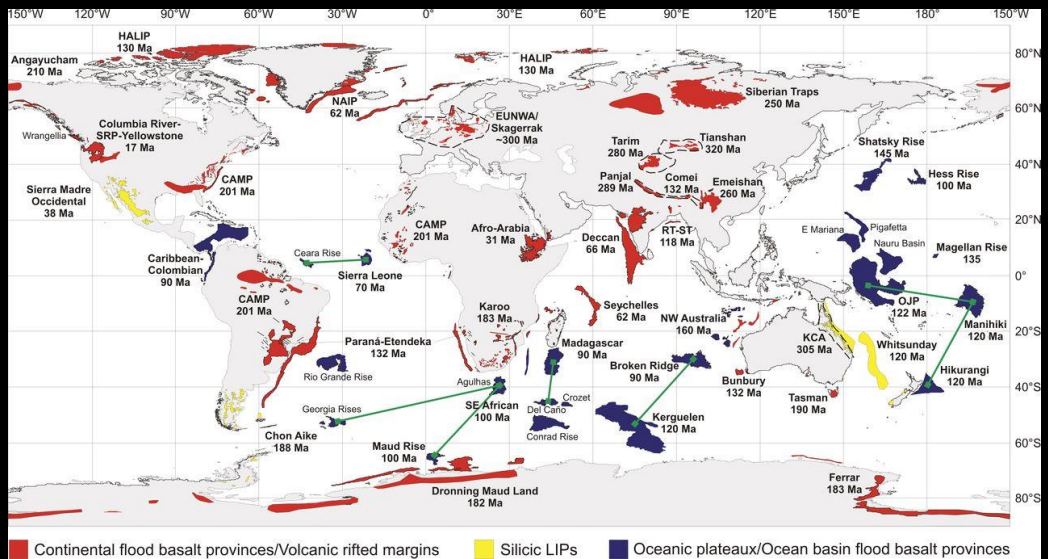 150°W
120°W
90°W
60°W
30°W
0°
30°E
60°E
90°E
120°E
150°E
180°
150°W
80°N
60°N
40°N
20°N
0°
20°S
40°S
60°S
80°S
HALIP
130 Ma
Angayucham
210 Ma
HALIP
130 Ma
NAIP
62 Ma
Siberian Traps
250 Ma
Wrangellia
Columbia River-
SRP-Yellowstone
17 Ma
EUNWA/
Skagerrak
~300 Ma
Tianshan
320 Ma
Tarim
280 Ma
Shatsky Rise
145 Ma
Hess Rise
100 Ma
CAMP
201 Ma
Panjal
289 Ma
Comei
132 Ma
Emeishan
260 Ma
Sierra Madre
Occidental
38 Ma
CAMP
201 Ma
Afro-Arabia
31 Ma
Deccan
66 Ma
RT-ST
118 Ma
E Mariana
Pigafetta
Nauru Basin
Magellan Rise
135
Caribbean-
Colombian
90 Ma
Ceara Rise
Sierra Leone
70 Ma
CAMP
201 Ma
Karoo
183 Ma
Seychelles
62 Ma
NW Australia
160 Ma
OJP
122 Ma
Manihiki
120 Ma
Paraná-Etendeka
132 Ma
Madagascar
90 Ma
KCA
305 Ma
Whitsunday
120 Ma
Rio Grande Rise
Broken Ridge
90 Ma
Bunbury
132 Ma
Hikurangi
120 Ma
Tasman
190 Ma
Agulhas
SE African
100 Ma
Crozet
Del Caño
Conrad Rise
Kerguelen
120 Ma
Georgia Rises
Chon Aike
188 Ma
Maud Rise
100 Ma
Dronning Maud Land
182 Ma
Ferrar
183 Ma
Continental flood basalt provinces/Volcanic rifted margins
Silicic LIPs
Oceanic plateaux/Ocean basin flood basalt provinces